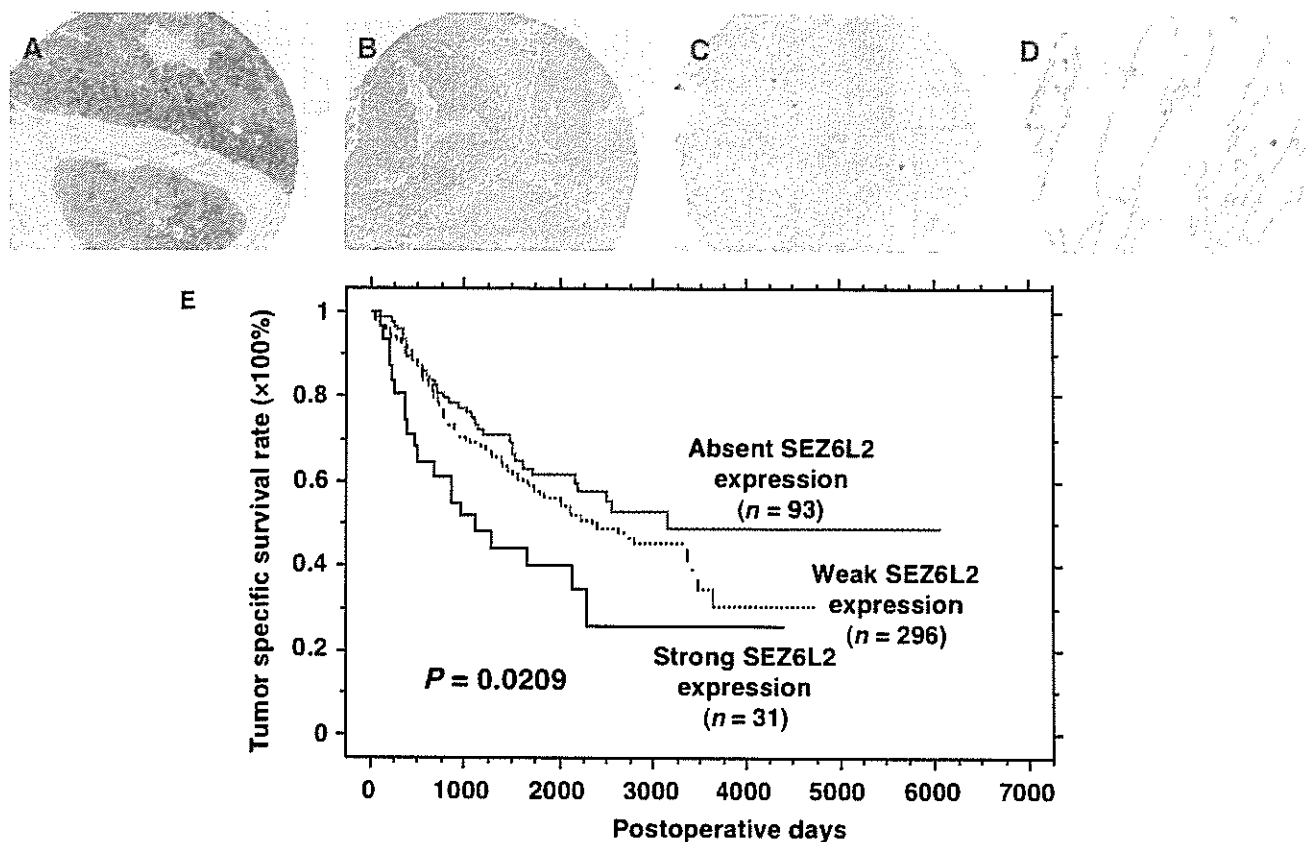 A
B
C
D
E
Tumor specific survival rate (×100%)
1
0.8
0.6
0.4
0.2
0
Absent SEZ6L2
expression
(n = 93)
Weak SEZ6L2
expression
(n = 296)
Strong SEZ6L2
expression
(n = 31)
P = 0.0209
0 1000 2000 3000 4000 5000 6000 7000
Postoperative days